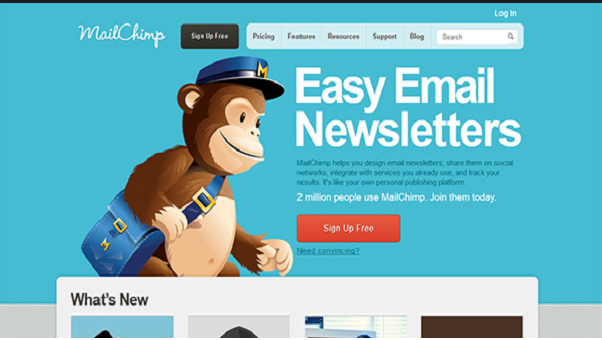 Log In
MailChimp
Sign Up Free
Pricing
Features
Resources
Support
Blog
Search
M
Easy Email
Newsletters
M
MailChimp helps you design email newsletters, share them on social
networks, integrate with services you already use, and track your
results. It's like your own personal publishing platform.
2 million people use MailChimp. Join them today.
Sign Up Free
Need convincing?
What's New